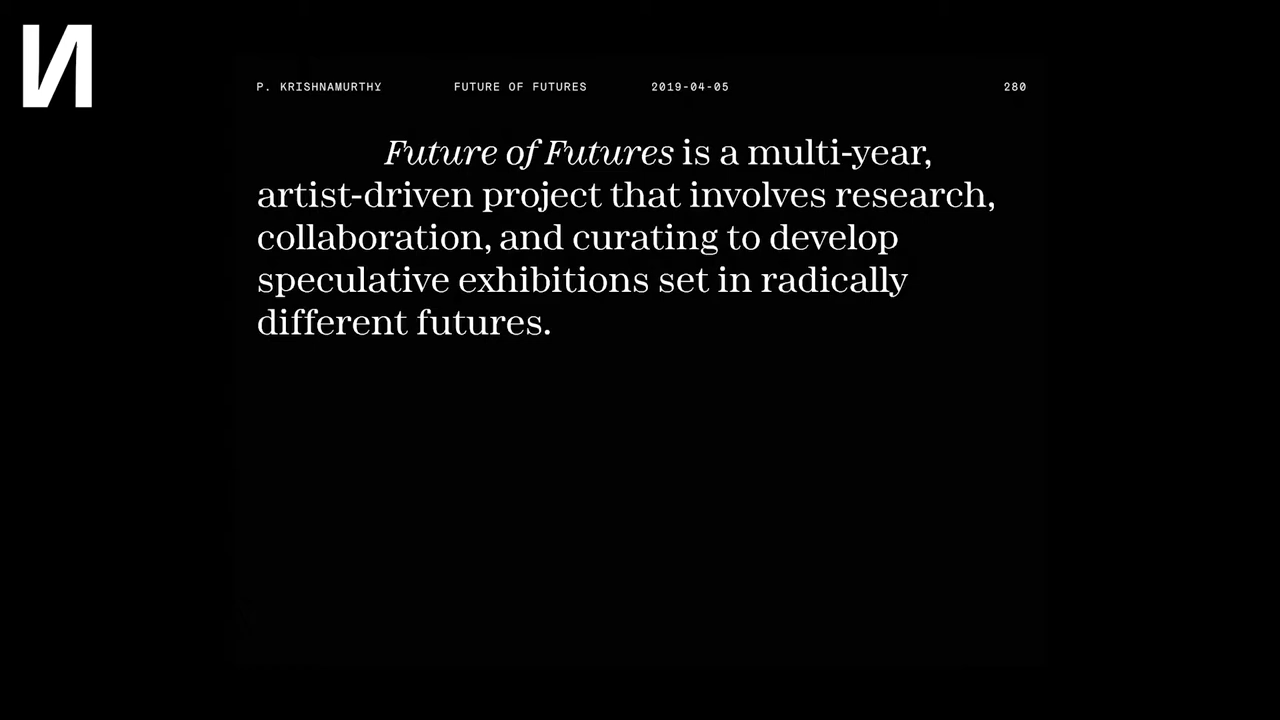 И
P. KRISHNAMURTHY FUTURE OF FUTURES 2019-04-05 280
Future of Futures is a multi-year,
artist-driven project that involves research,
collaboration, and curating to develop
speculative exhibitions set in radically
different futures.